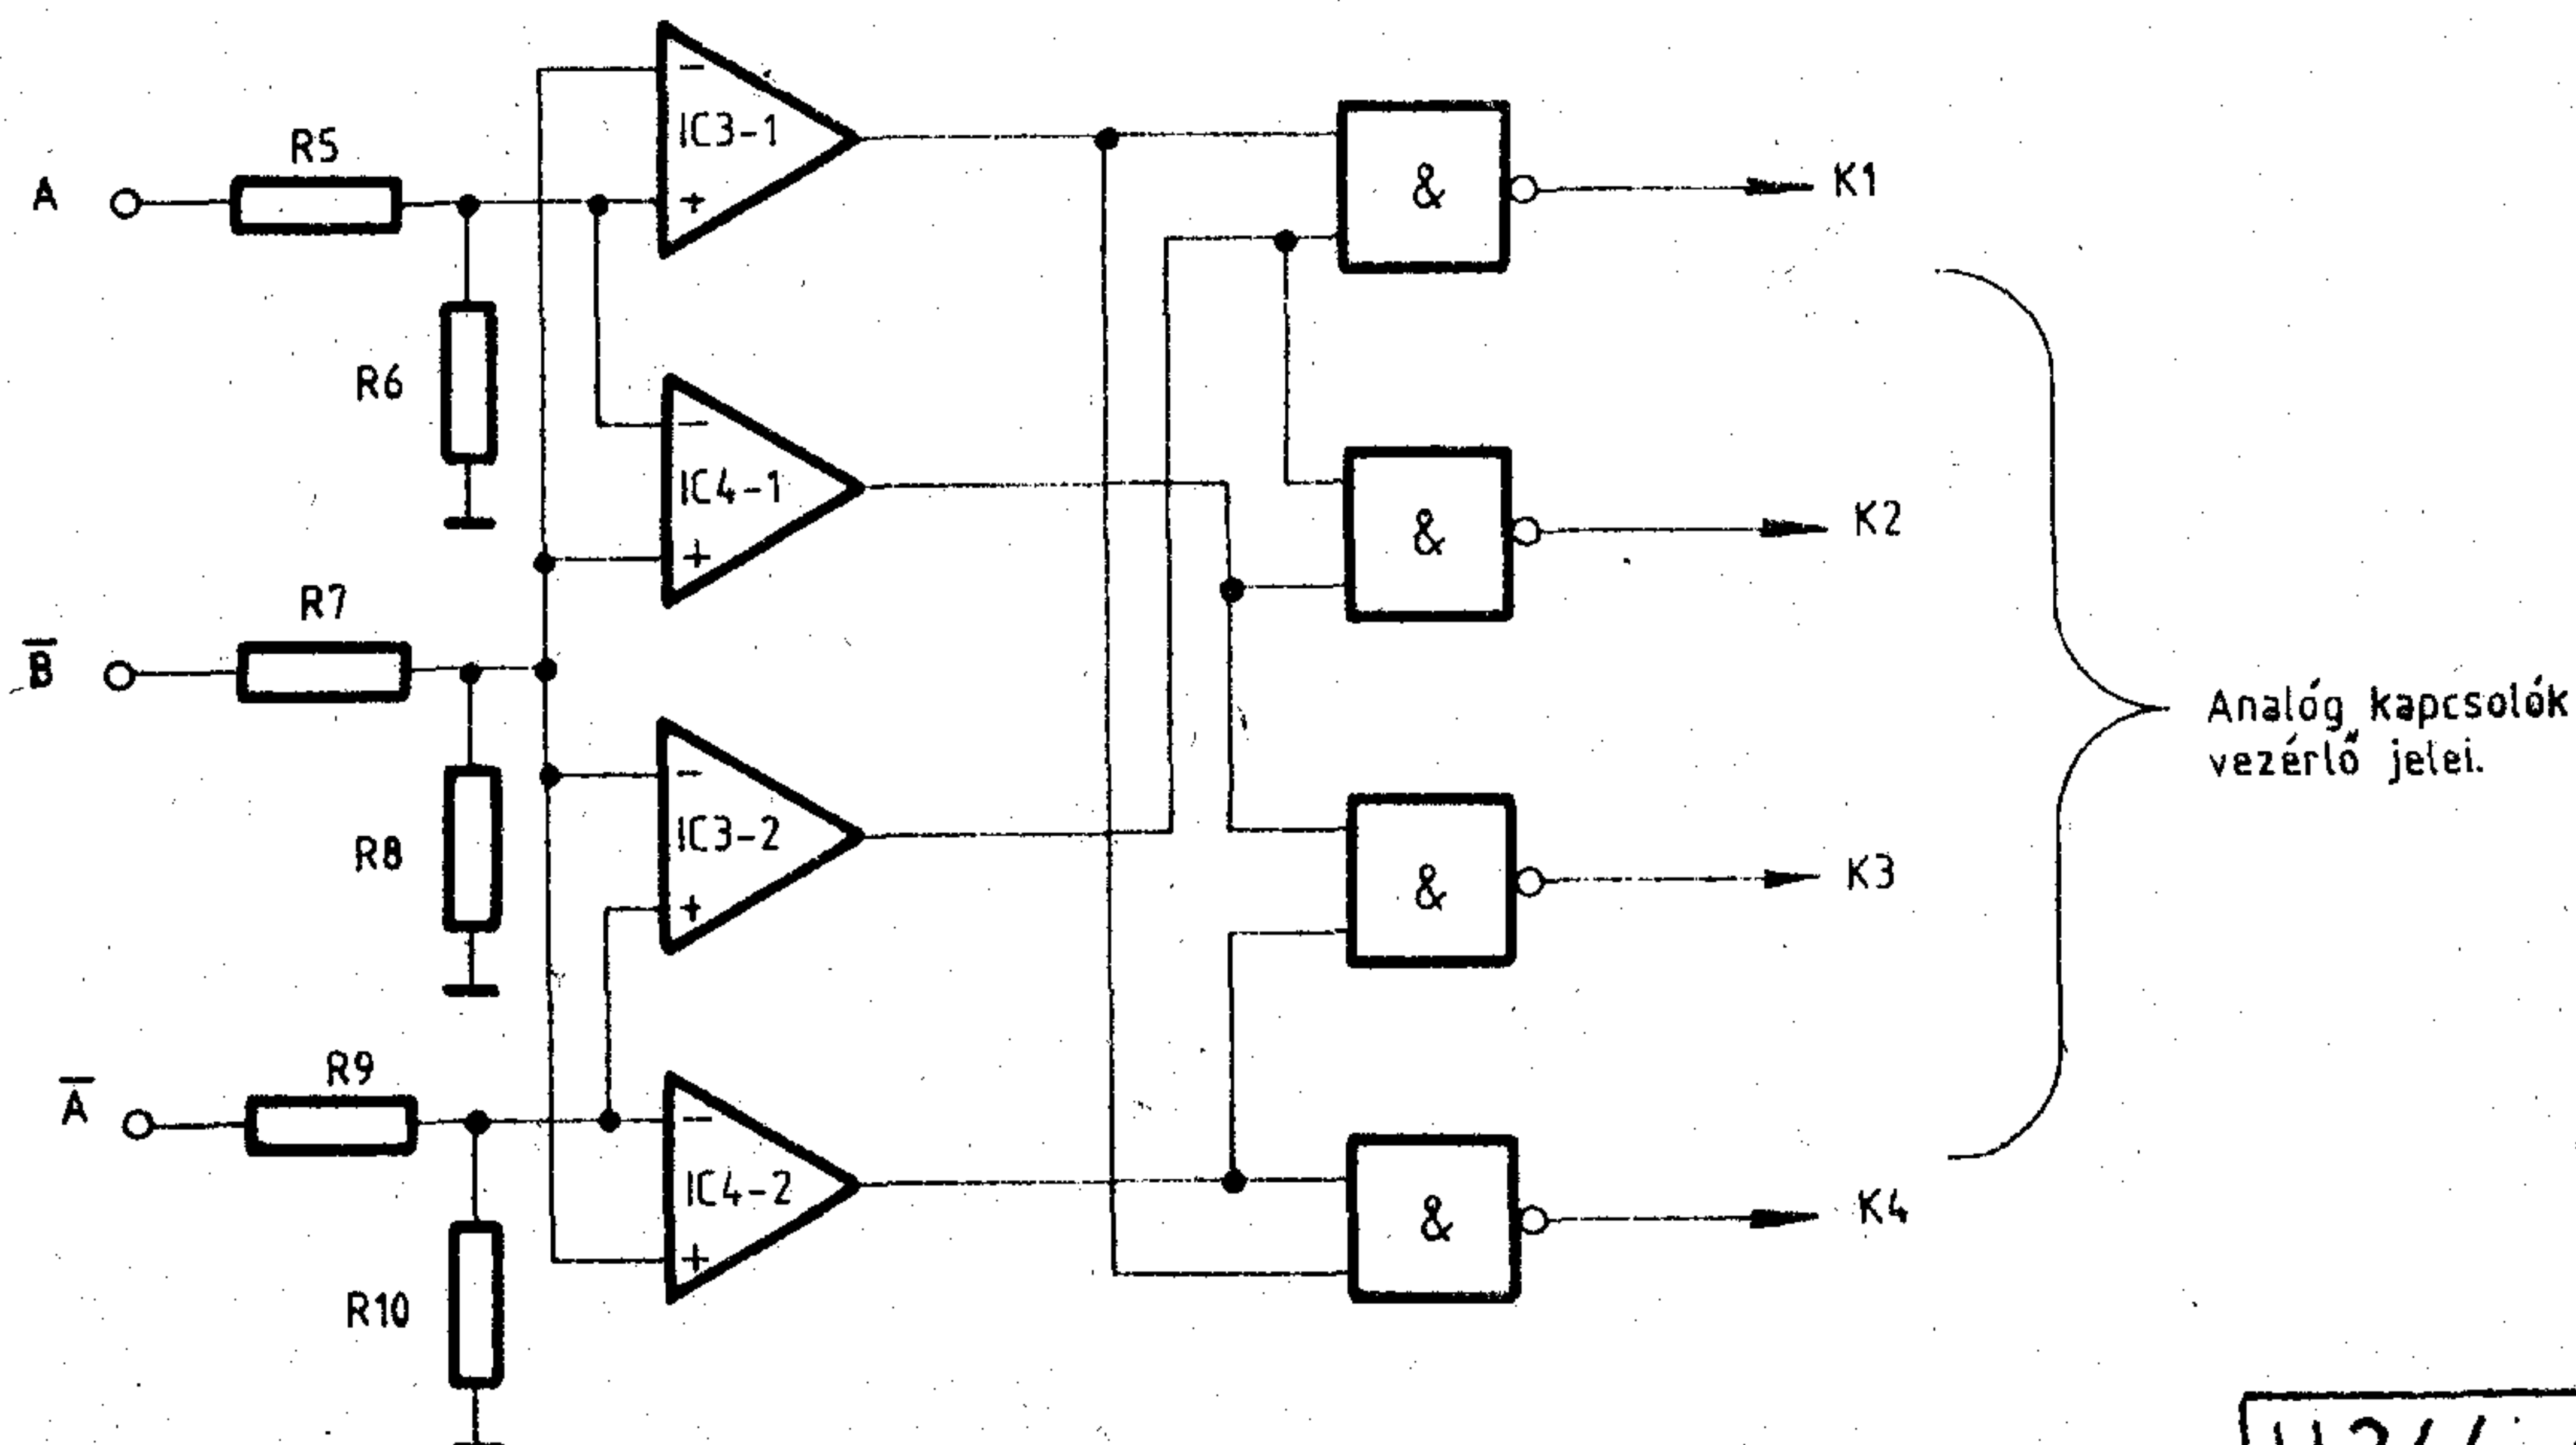 A
R5
R6
B̅
R7
R8
A̅
R9
R10
-
IC3-1
+
-
IC4-1
+
-
IC3-2
+
-
IC4-2
+
&
K1
&
K2
&
K3
&
K4
Analóg kapcsolók
vezérlő jelei.